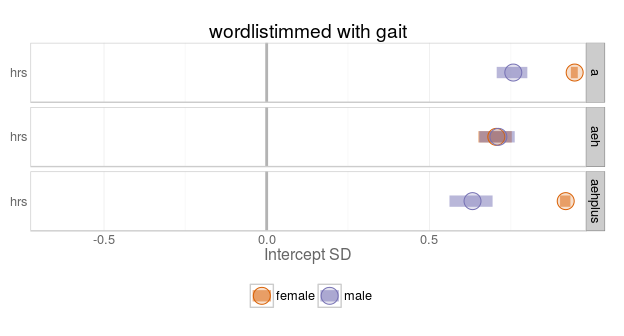 wordlistimmed with gait
hrs
a
hrs
aeh
hrs
aehplus
-0.5
0.0
0.5
Intercept SD
female
male